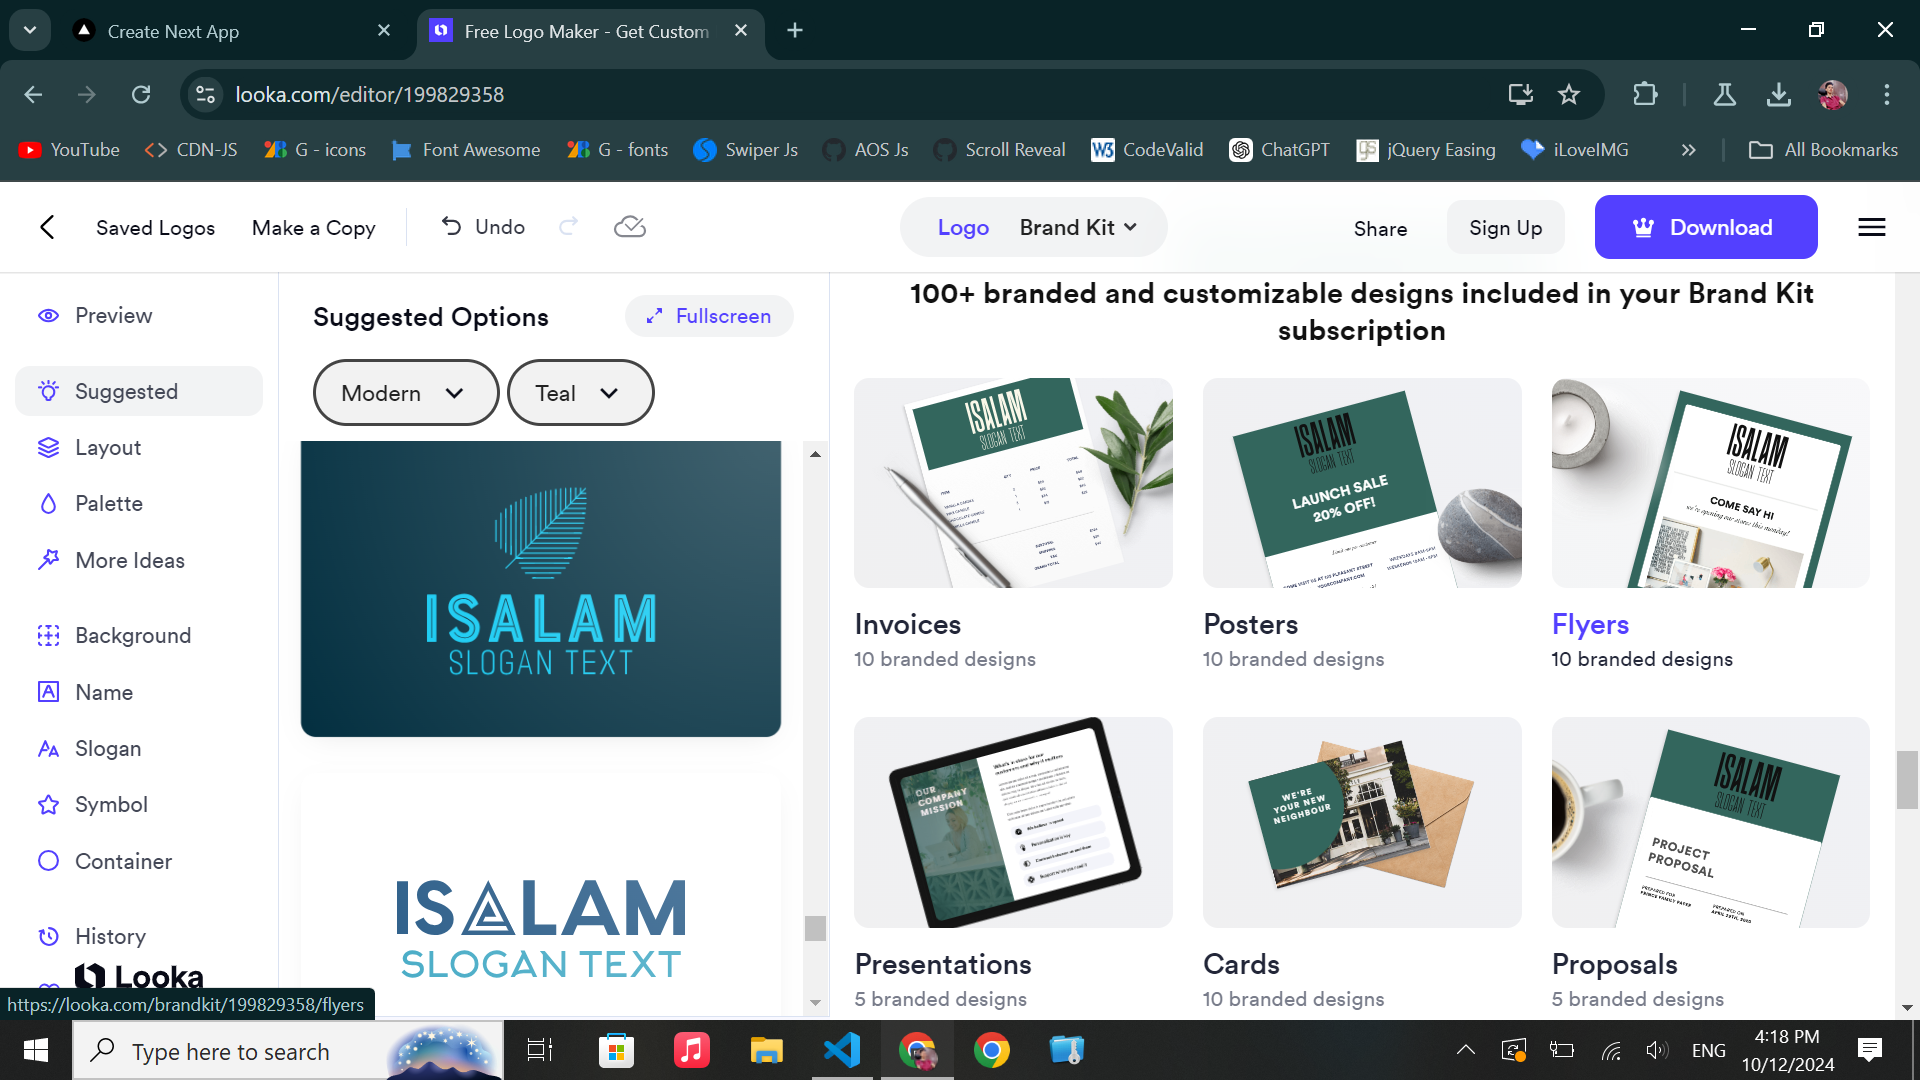 Create Next App
Free Logo Maker - Get Custom
looka.com/editor/199829358
YouTube
CDN-JS
G - icons
Font Awesome
G - fonts
Swiper Js
AOS Js
Scroll Reveal
CodeValid
ChatGPT
jQuery Easing
iLoveIMG
All Bookmarks
Saved Logos
Make a Copy
Undo
Logo
Brand Kit
Share
Sign Up
Download
Preview
Suggested
Layout
Palette
More Ideas
Background
Name
Slogan
Symbol
Container
History
Looka
https://looka.com/brandkit/199829358/flyers
Suggested Options
Fullscreen
Modern
Teal
ISALAM
SLOGAN TEXT
ISALAM
SLOGAN TEXT
100+ branded and customizable designs included in your Brand Kit
subscription
ISALAM
SLOGAN TEXT
ISALAM
SLOGAN TEXT
LAUNCH SALE
20% OFF!
ISALAM
SLOGAN TEXT
COME SAY HI
we're opening our stores this monday!
Invoices
10 branded designs
Posters
10 branded designs
Flyers
10 branded designs
OUR
COMPANY
MISSION
WE'RE
YOUR NEW
NEIGHBOUR
ISALAM
SLOGAN TEXT
PROJECT
PROPOSAL
Presentations
5 branded designs
Cards
10 branded designs
Proposals
5 branded designs
Type here to search
ENG
4:18 PM
10/12/2024